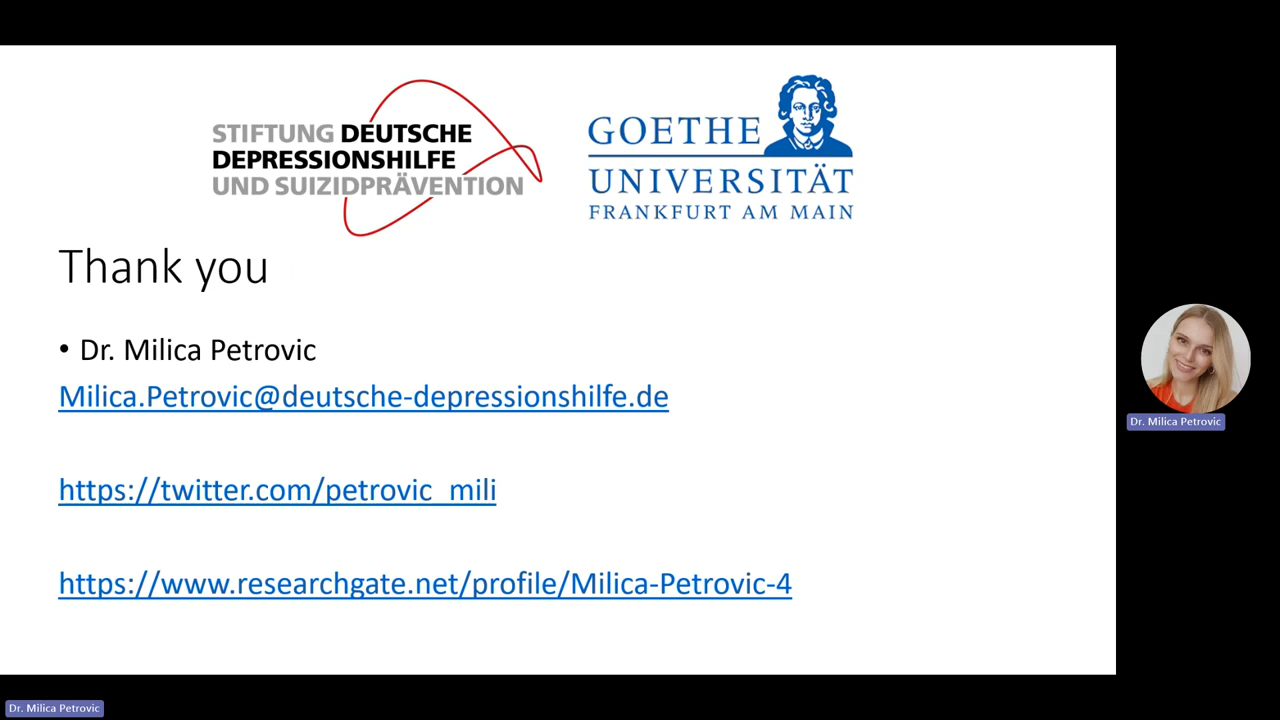 STIFTUNG DEUTSCHE
DEPRESSIONSHILFE
UND SUIZIDPRÄVENTION
GOETHE
UNIVERSITÄT
FRANKFURT AM MAIN
Thank you
• Dr. Milica Petrovic
Milica.Petrovic@deutsche-depressionshilfe.de
https://twitter.com/petrovic_mili
https://www.researchgate.net/profile/Milica-Petrovic-4
Dr. Milica Petrovic
Dr. Milica Petrovic